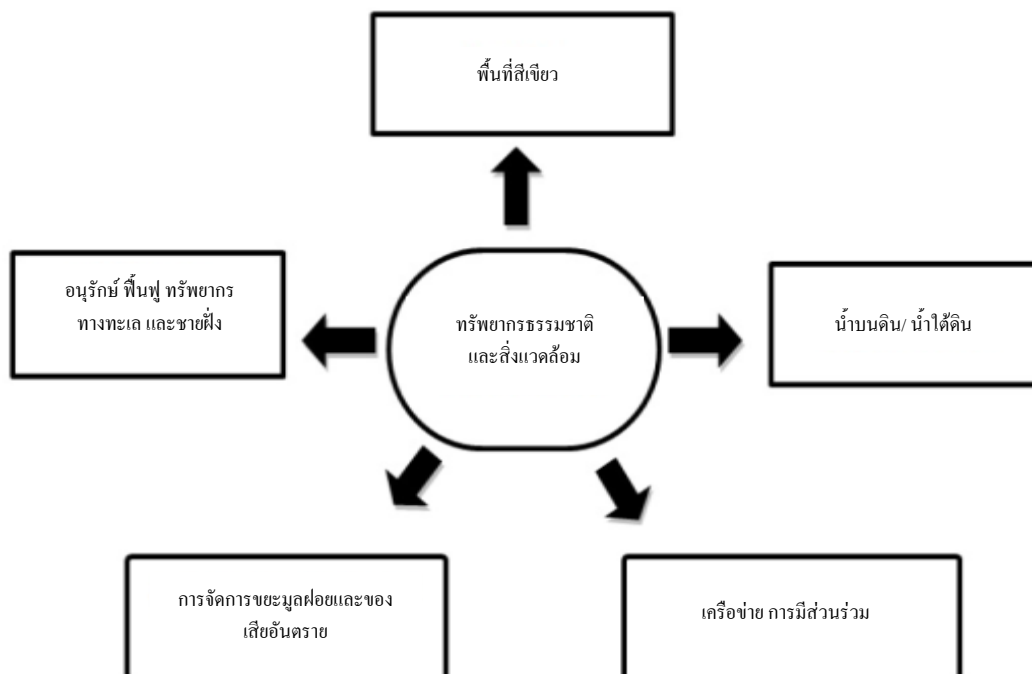 พื้นที่สีเขียว
อนุรักษ์ ฟื้นฟู ทรัพยากร
ทางทะเล และชายฝั่ง
ทรัพยากรธรรมชาติ
และสิ่งแวดล้อม
น้ำบนดิน/ น้ำใต้ดิน
การจัดการขยะมูลฝอยและของ
เสียอันตราย
เครือข่าย การมีส่วนร่วม